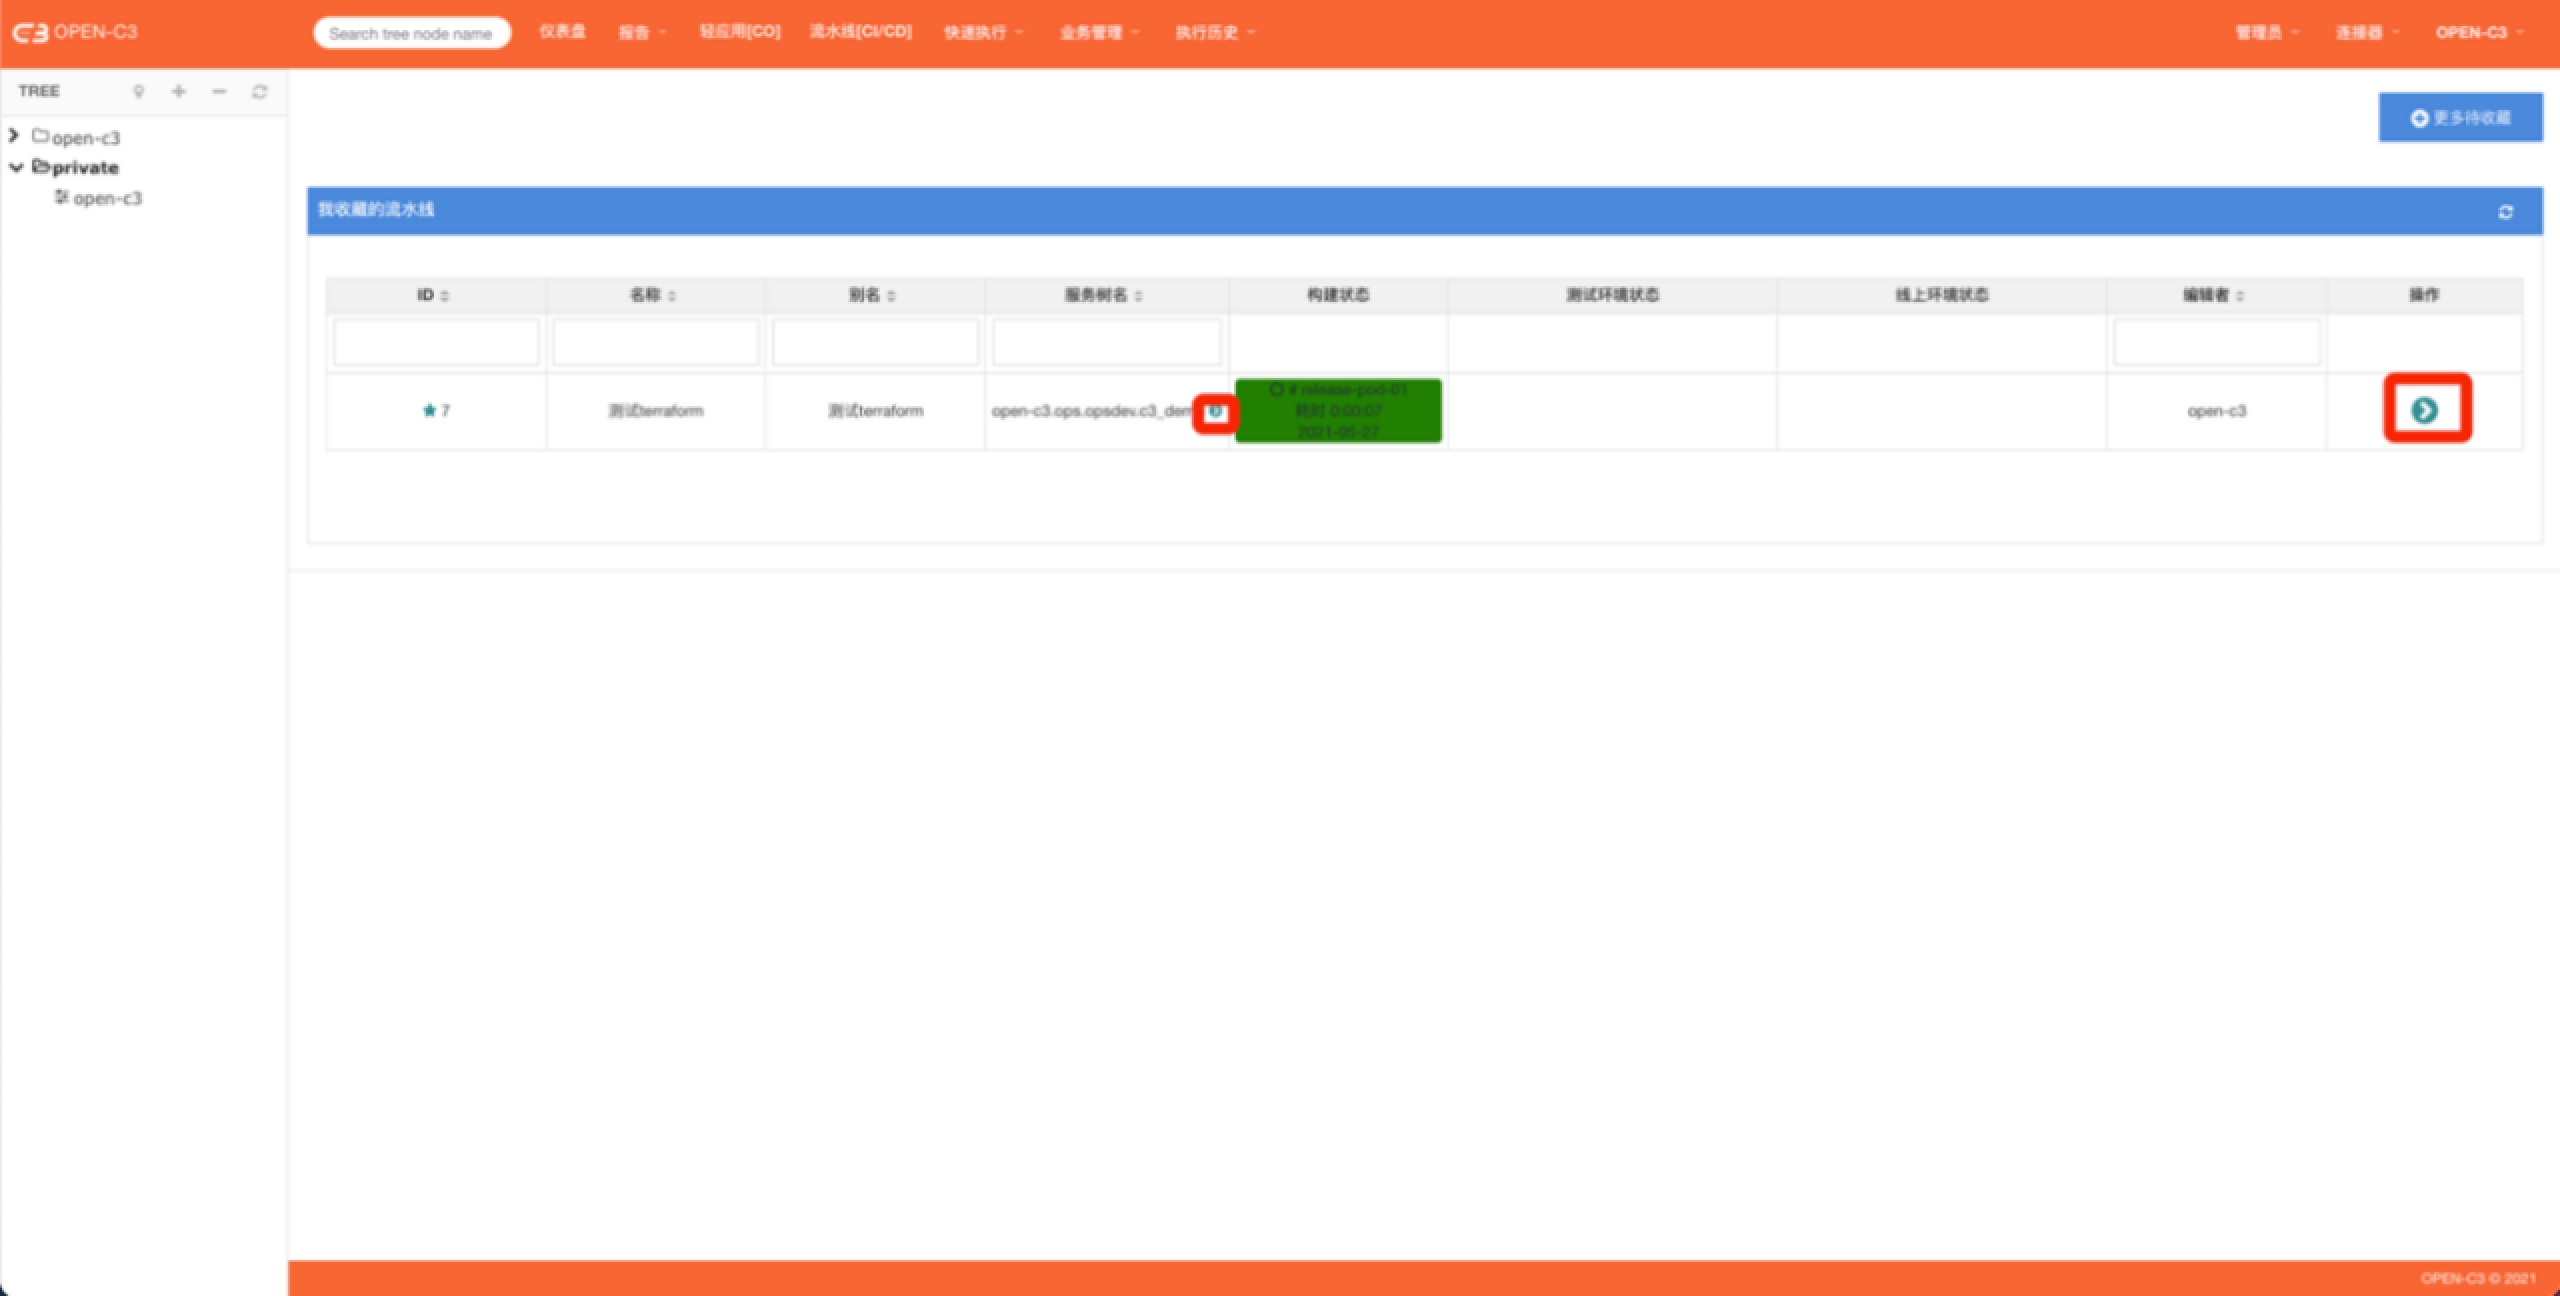 OPEN-C3
Search tree node name
仪表盘
报告
轻应用[CO]
流水线[CI/CD]
快速执行
业务管理
执行历史
管理员
连接器
OPEN-C3
TREE
open-c3
private
open-c3
更多待收藏
我收藏的流水线
ID 名称 别名 服务树名 构建状态 测试环境状态 线上环境状态 编辑者 操作
7 测试terraform 测试terraform open-c3.ops.opsdev.c3_dem
# release-pod-01
耗时 0:00:07
2021-05-27
open-c3
OPEN-C3 © 2021